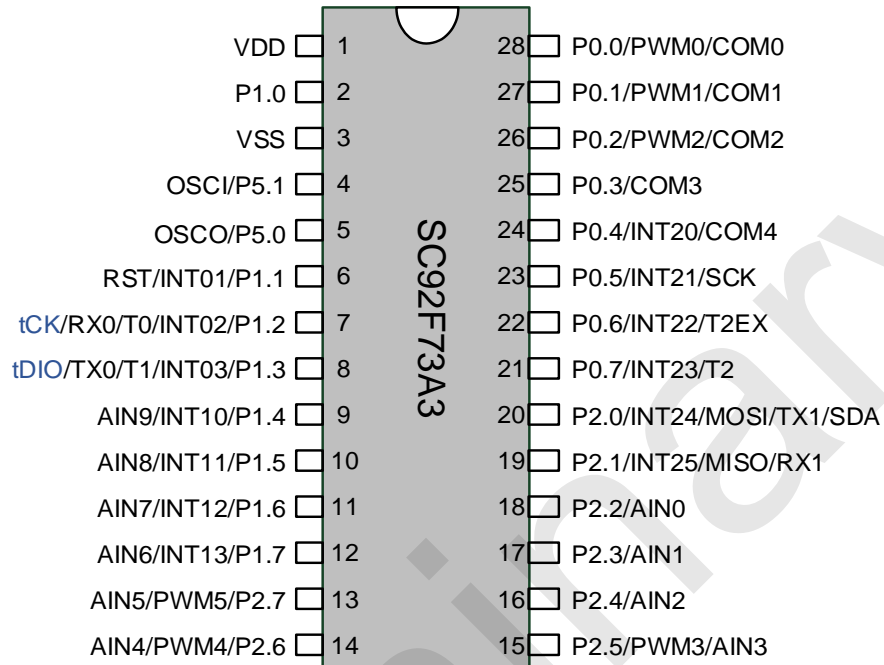 VDD 1 28 P0.0/PWM0/COM0
P1.0 2 27 P0.1/PWM1/COM1
VSS 3 26 P0.2/PWM2/COM2
OSCI/P5.1 4 25 P0.3/COM3
OSCO/P5.0 5 24 P0.4/INT20/COM4
RST/INT01/P1.1 6 23 P0.5/INT21/SCK
tCK/RX0/T0/INT02/P1.2 7 22 P0.6/INT22/T2EX
tDIO/TX0/T1/INT03/P1.3 8 21 P0.7/INT23/T2
AIN9/INT10/P1.4 9 20 P2.0/INT24/MOSI/TX1/SDA
AIN8/INT11/P1.5 10 19 P2.1/INT25/MISO/RX1
AIN7/INT12/P1.6 11 18 P2.2/AIN0
AIN6/INT13/P1.7 12 17 P2.3/AIN1
AIN5/PWM5/P2.7 13 16 P2.4/AIN2
AIN4/PWM4/P2.6 14 15 P2.5/PWM3/AIN3
SC92F73A3